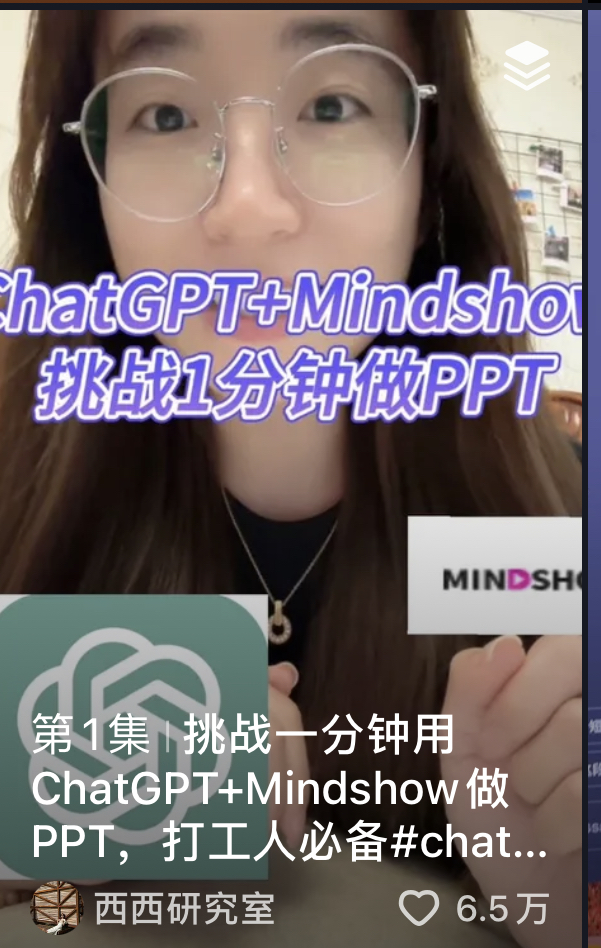 ChatGPT+Mindshow
挑战1分钟做PPT
MINDSHO
第1集 | 挑战一分钟用
ChatGPT+Mindshow做
PPT，打工人必备#chat...
西西研究室
6.5万